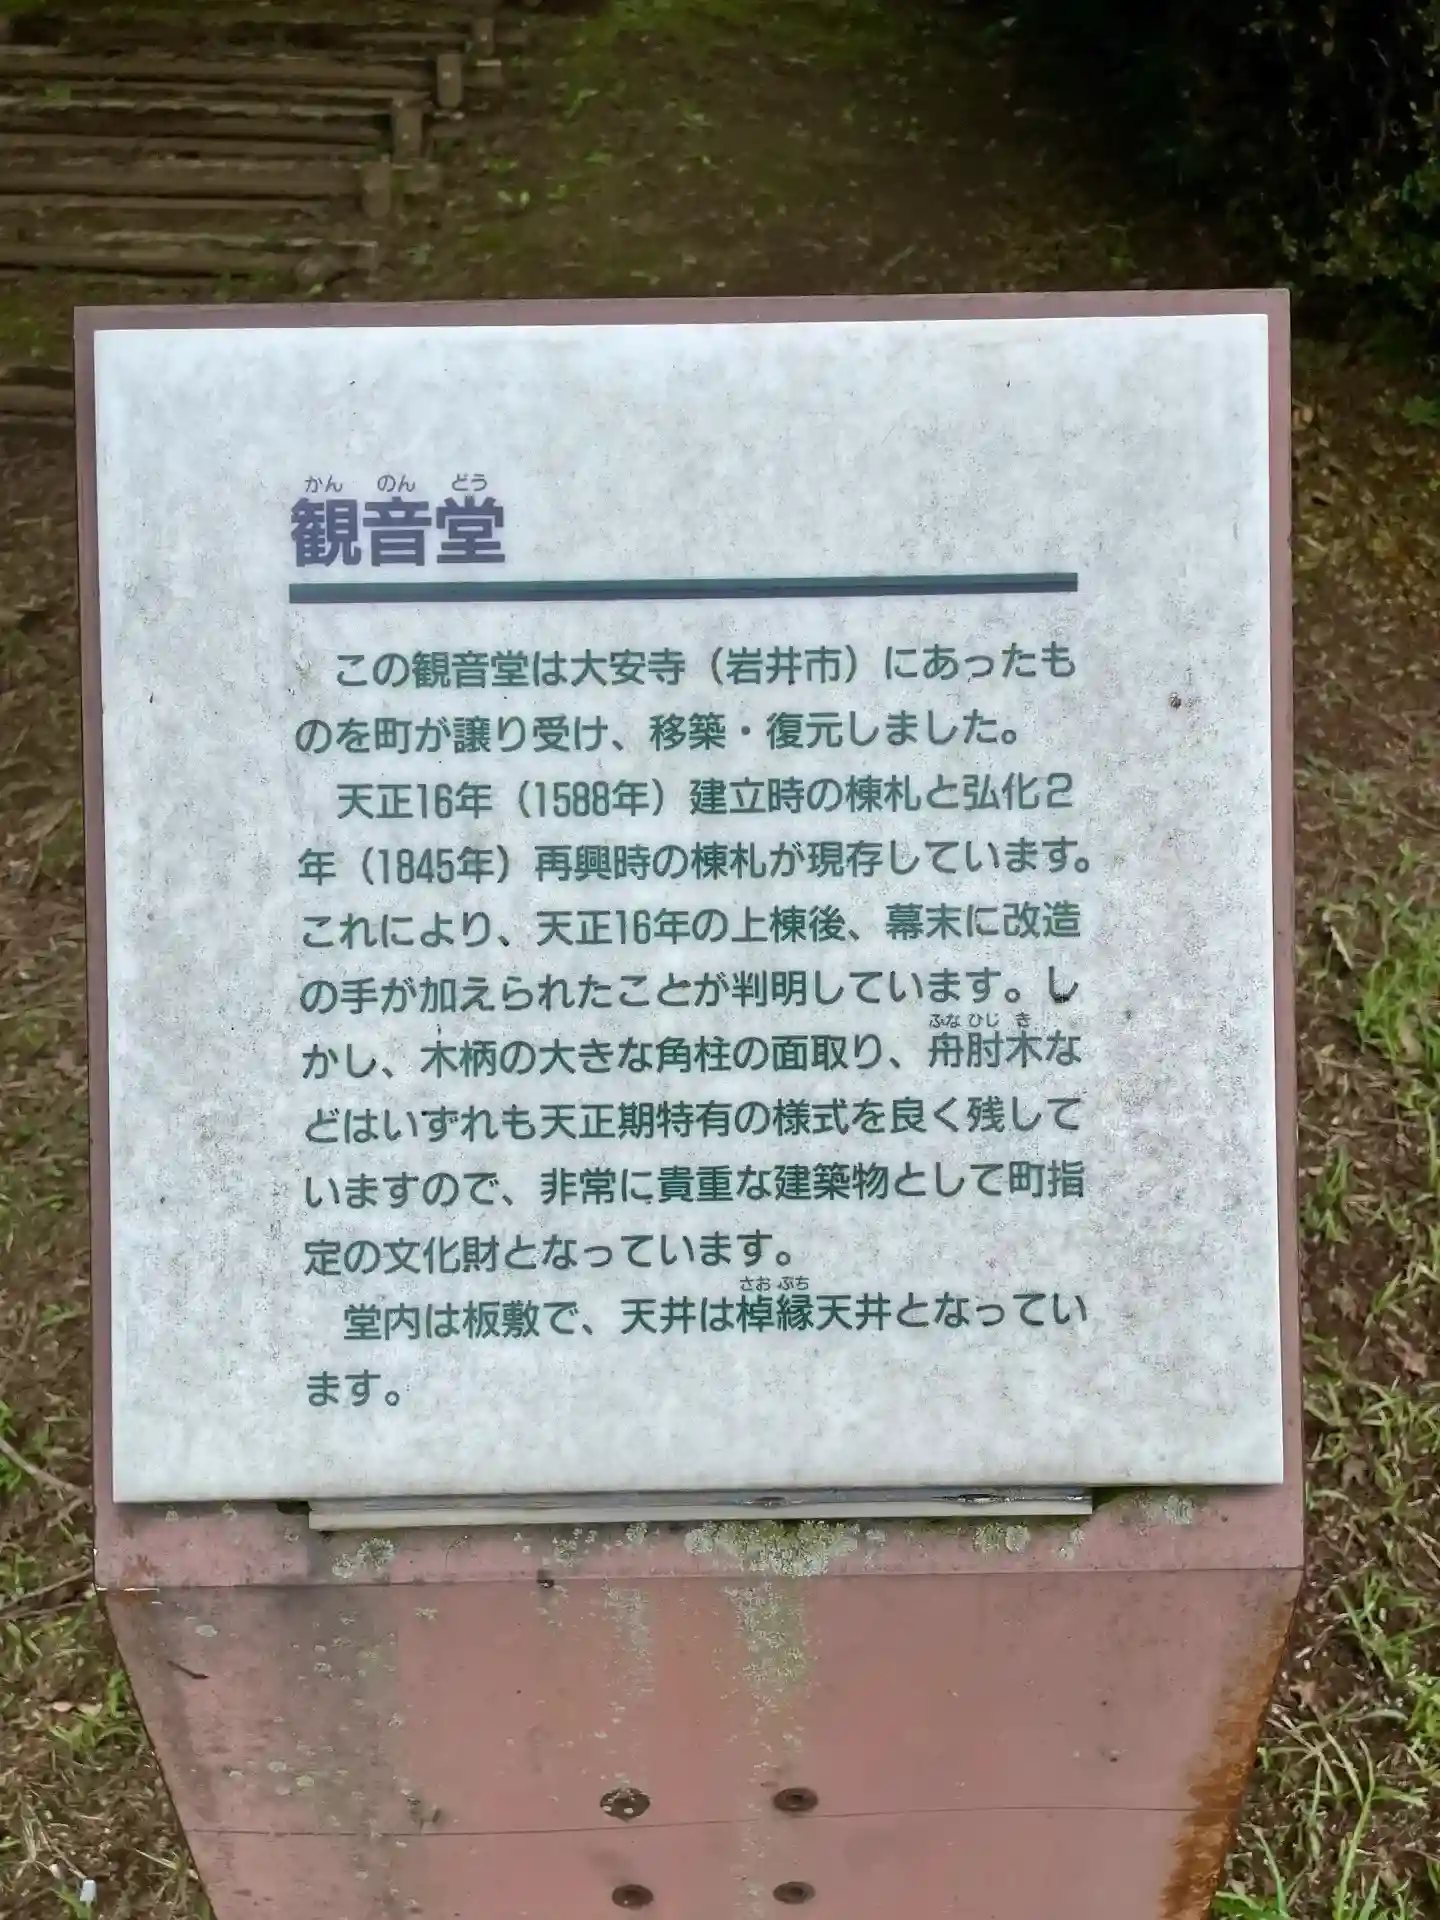 かん のん どう
観音堂
この観音堂は大安寺（岩井市）にあったも
のを町が譲り受け、移築・復元しました。
天正16年（1588年）建立時の棟札と弘化２
年（1845年）再興時の棟札が現存しています。
これにより、天正16年の上棟後、幕末に改造
の手が加えられたことが判明しています。し
ふな ひじ き
かし、木柄の大きな角柱の面取り、舟肘木な
どはいずれも天正期特有の様式を良く残して
いますので、非常に貴重な建築物として町指
定の文化財となっています。
さお ぶち
堂内は板敷で、天井は棹縁天井となってい
ます。